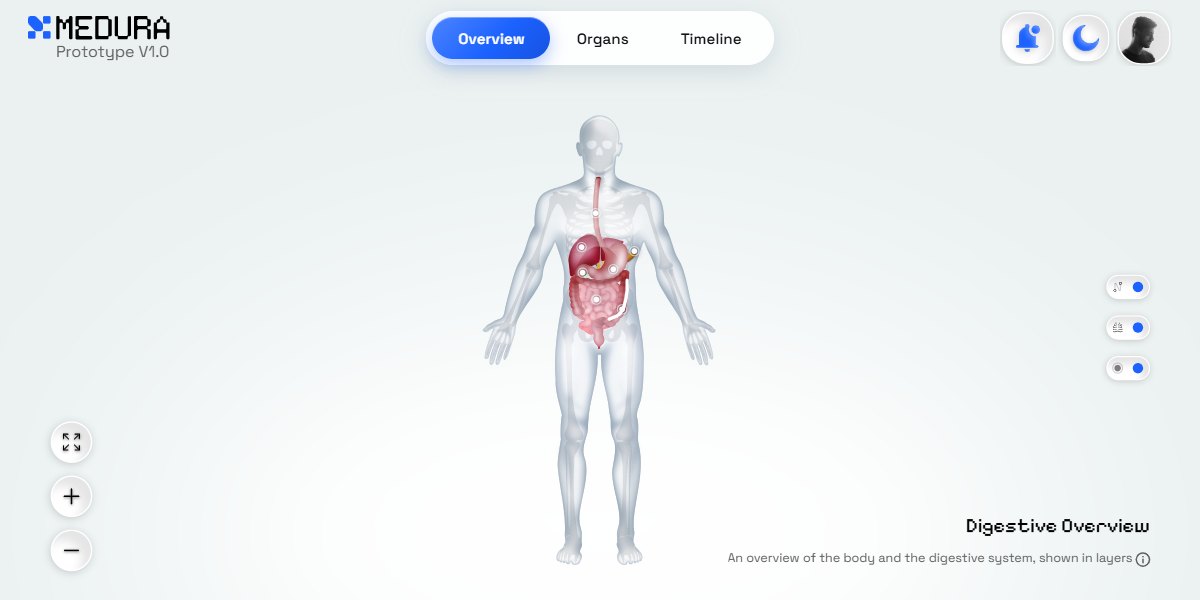 MEDURA
Prototype V1.0
Overview
Organs
Timeline
Digestive Overview
An overview of the body and the digestive system, shown in layers